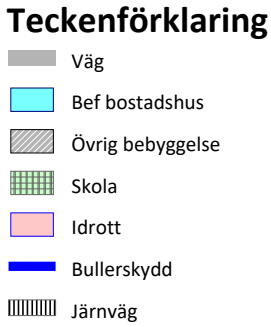 Teckenförklaring
Väg
Bef bostadshus
Övrig bebyggelse
Skola
Idrott
Bullerskydd
Järnväg